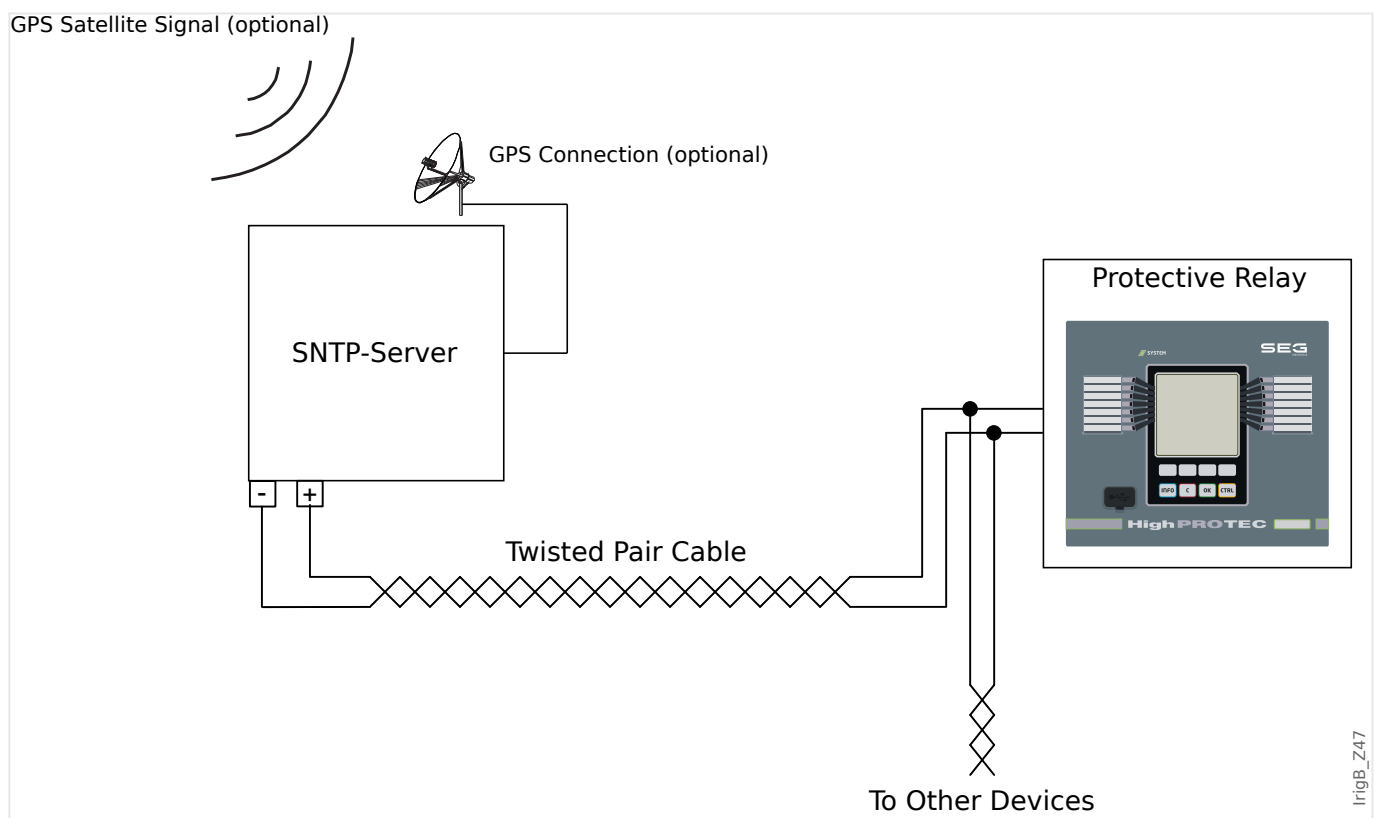 GPS Satellite Signal (optional)
GPS Connection (optional)
SNTP-Server
-
+
Twisted Pair Cable
Protective Relay
SYSTEM
SEG
INFO
C
OK
CTRL
HighPROTEC
To Other Devices
IrigB_Z47